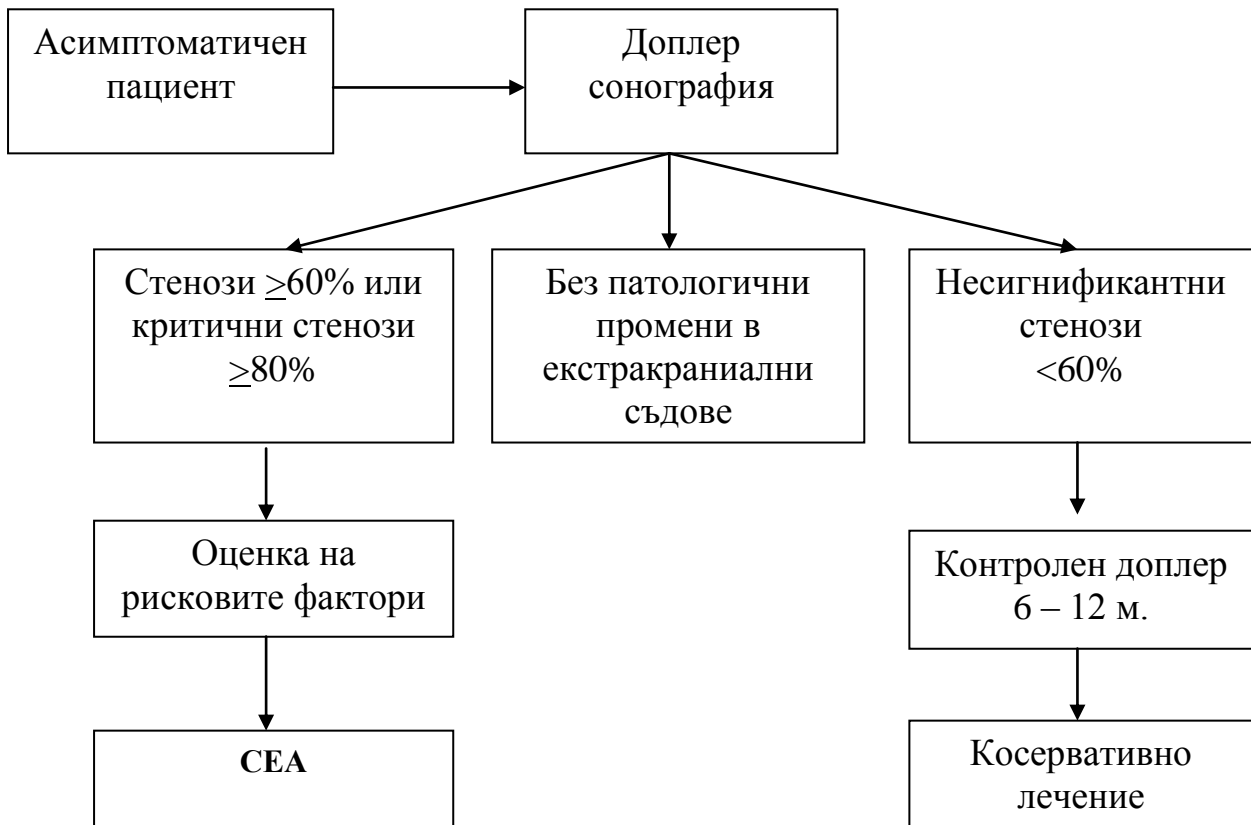 Асимптоматичен
пациент
Доплер
сонография
Стенози ≥60% или
критични стенози
≥80%
Без патологични
промени в
екстракраниални
съдове
Несигнификантни
стенози
<60%
Оценка на
рисковите фактори
Контролен доплер
6 – 12 м.
СЕА
Косервативно
лечение